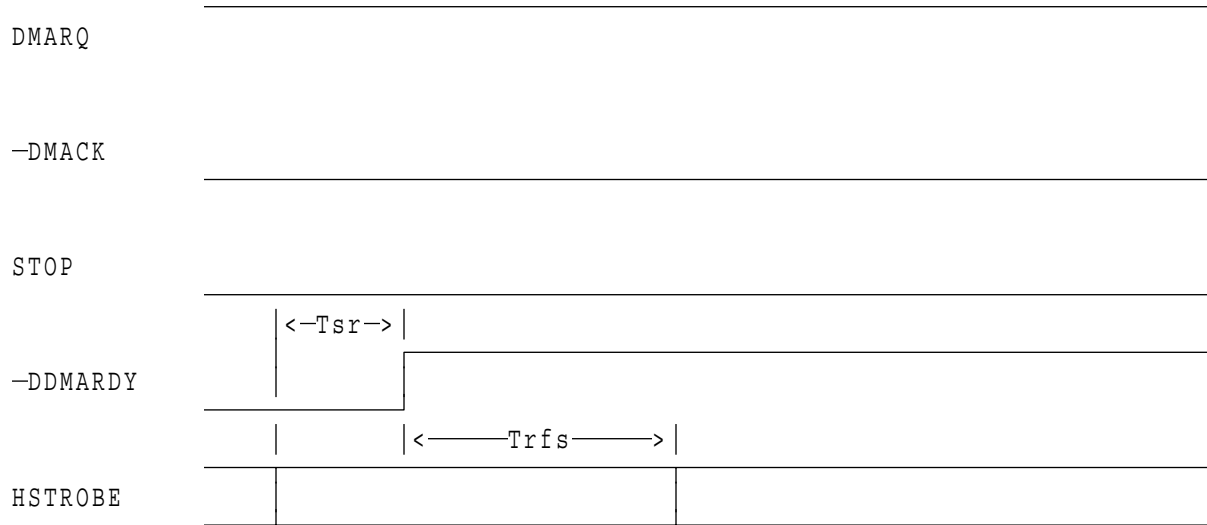 DMARQ
—DMACK
STOP
|<—Tsr—>|
—DDMARDY
|<———Trfs———>|
HSTROBE